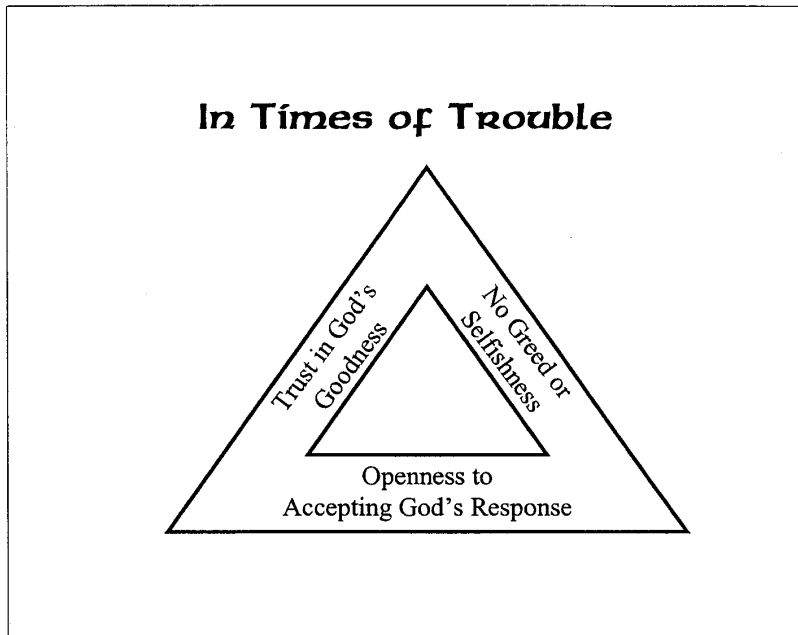 In Times of Trouble
Trust in God's
Goodness
No Greed or
Selfishness
Openness to
Accepting God's Response